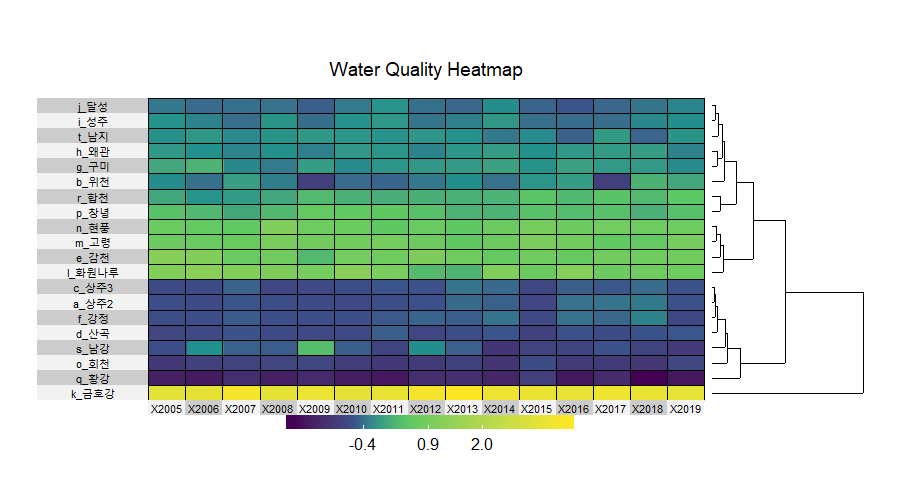 Water Quality Heatmap
j_달성
i_성주
t_남지
h_왜관
g_구미
b_위천
r_합천
p_창녕
n_현풍
m_고령
e_감천
l_화원나루
c_상주3
a_상주2
f_강정
d_산곡
s_남강
o_회천
q_황강
k_금호강
X2005 X2006 X2007 X2008 X2009 X2010 X2011 X2012 X2013 X2014 X2015 X2016 X2017 X2018 X2019
-0.4 0.9 2.0